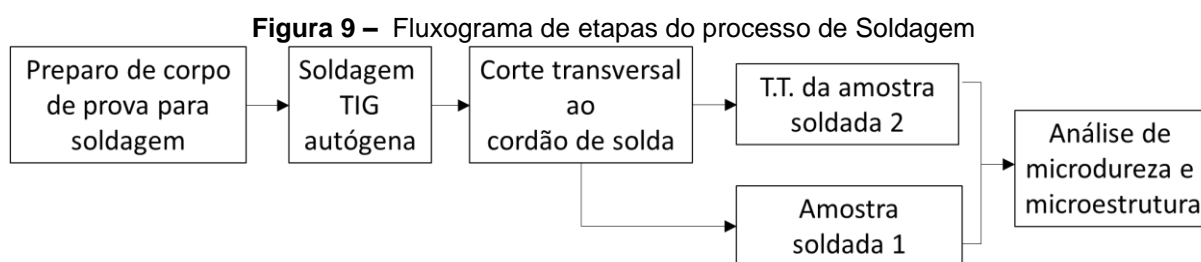 Figura 9 – Fluxograma de etapas do processo de Soldagem
Preparo de corpo
de prova para
soldagem
Soldagem
TIG
autógena
Corte transversal
ao
cordão de solda
T.T. da amostra
soldada 2
Amostra
soldada 1
Análise de
microdureza e
microestrutura